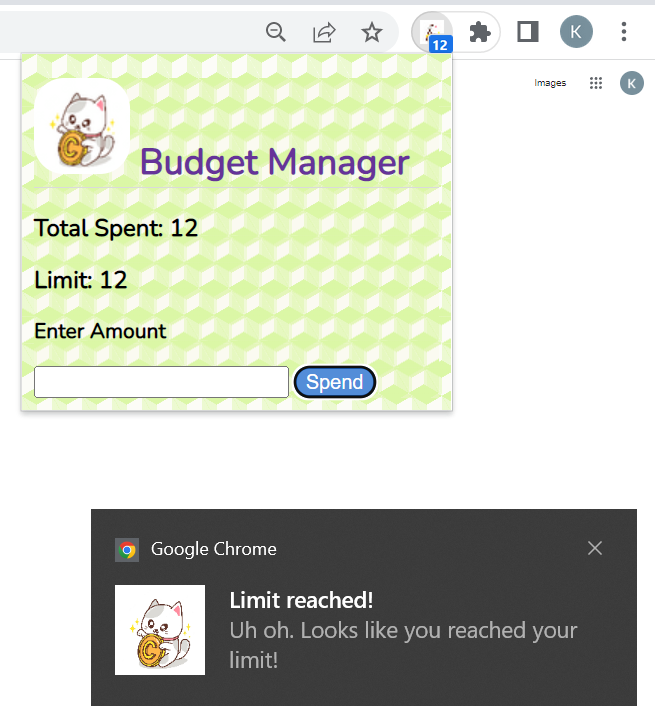 K
12
Images
K
Budget Manager
Total Spent: 12
Limit: 12
Enter Amount
Spend
Google Chrome
Limit reached!
Uh oh. Looks like you reached your
limit!